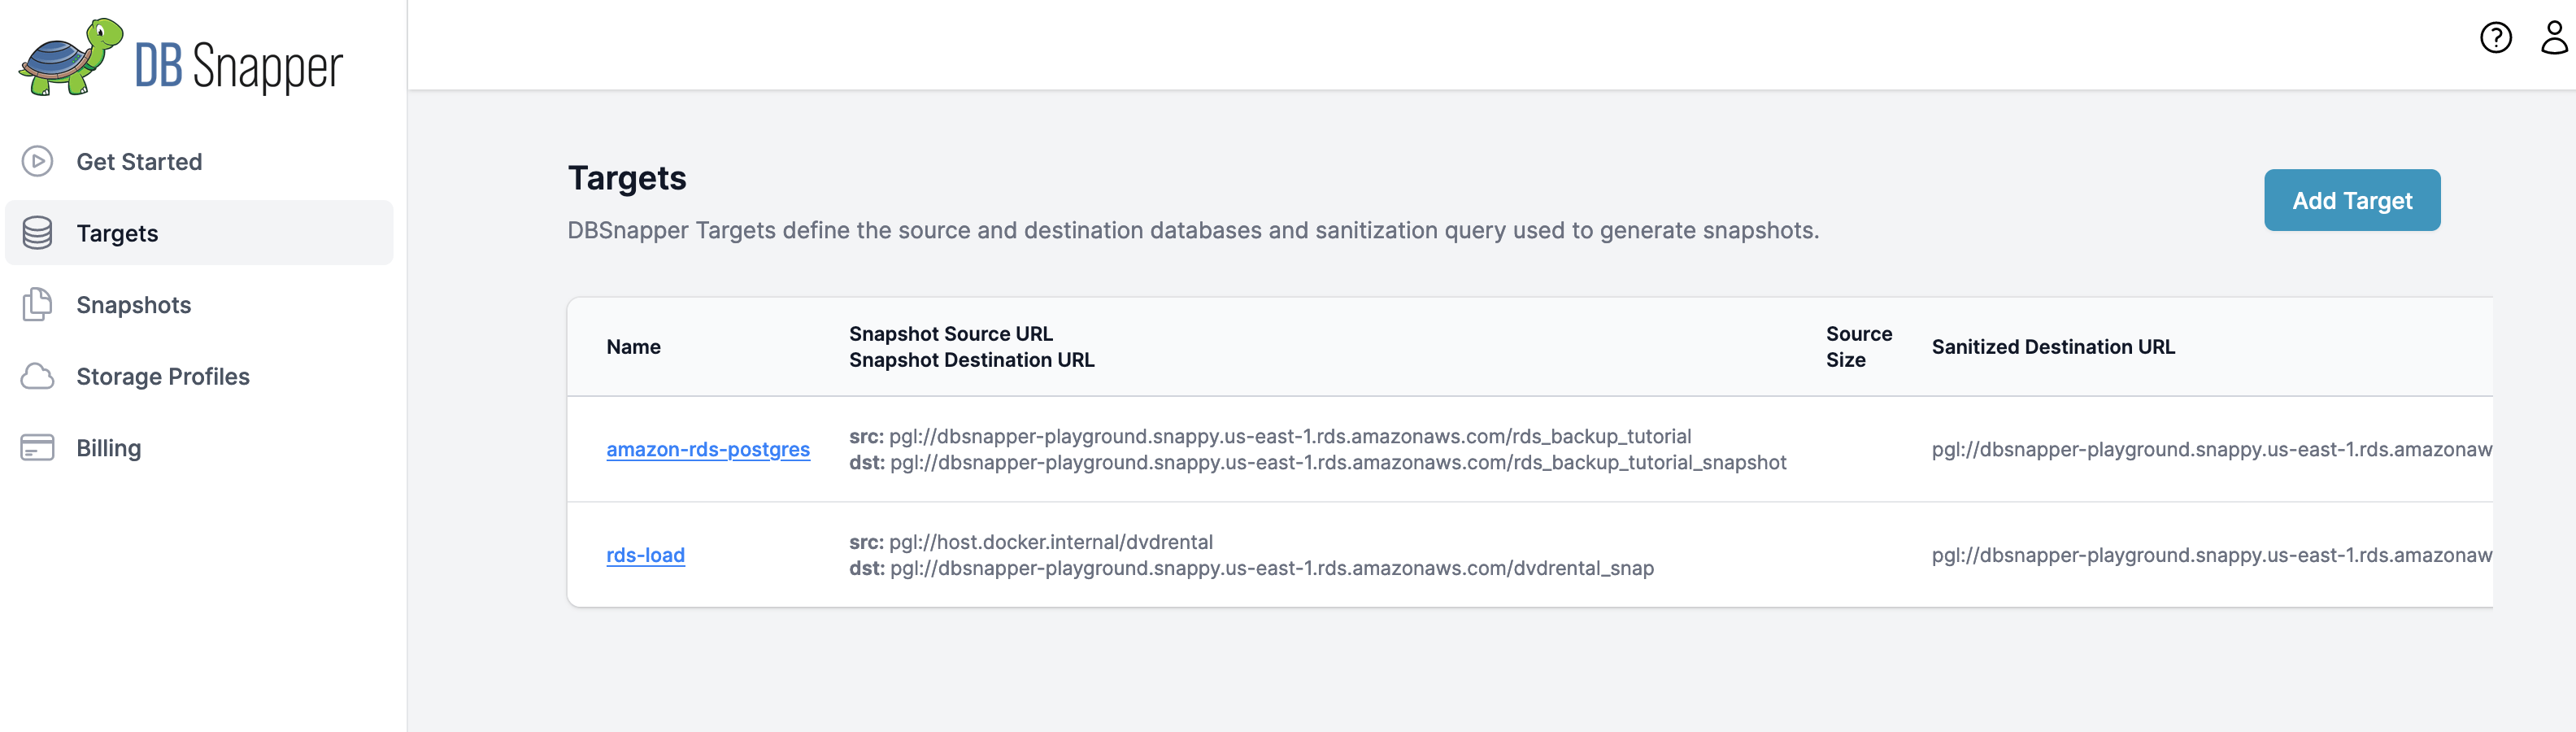 DB Snapper
Get Started
Targets
Snapshots
Storage Profiles
Billing
Targets
DBSnapper Targets define the source and destination databases and sanitization query used to generate snapshots.
Add Target
Name
Snapshot Source URL
Snapshot Destination URL
Source
Size
Sanitized Destination URL
amazon-rds-postgres
src: pgl://dbsnapper-playground.snappy.us-east-1.rds.amazonaws.com/rds_backup_tutorial
dst: pgl://dbsnapper-playground.snappy.us-east-1.rds.amazonaws.com/rds_backup_tutorial_snapshot
pgl://dbsnapper-playground.snappy.us-east-1.rds.amazonaw
rds-load
src: pgl://host.docker.internal/dvdrental
dst: pgl://dbsnapper-playground.snappy.us-east-1.rds.amazonaws.com/dvdrental_snap
pgl://dbsnapper-playground.snappy.us-east-1.rds.amazonaw